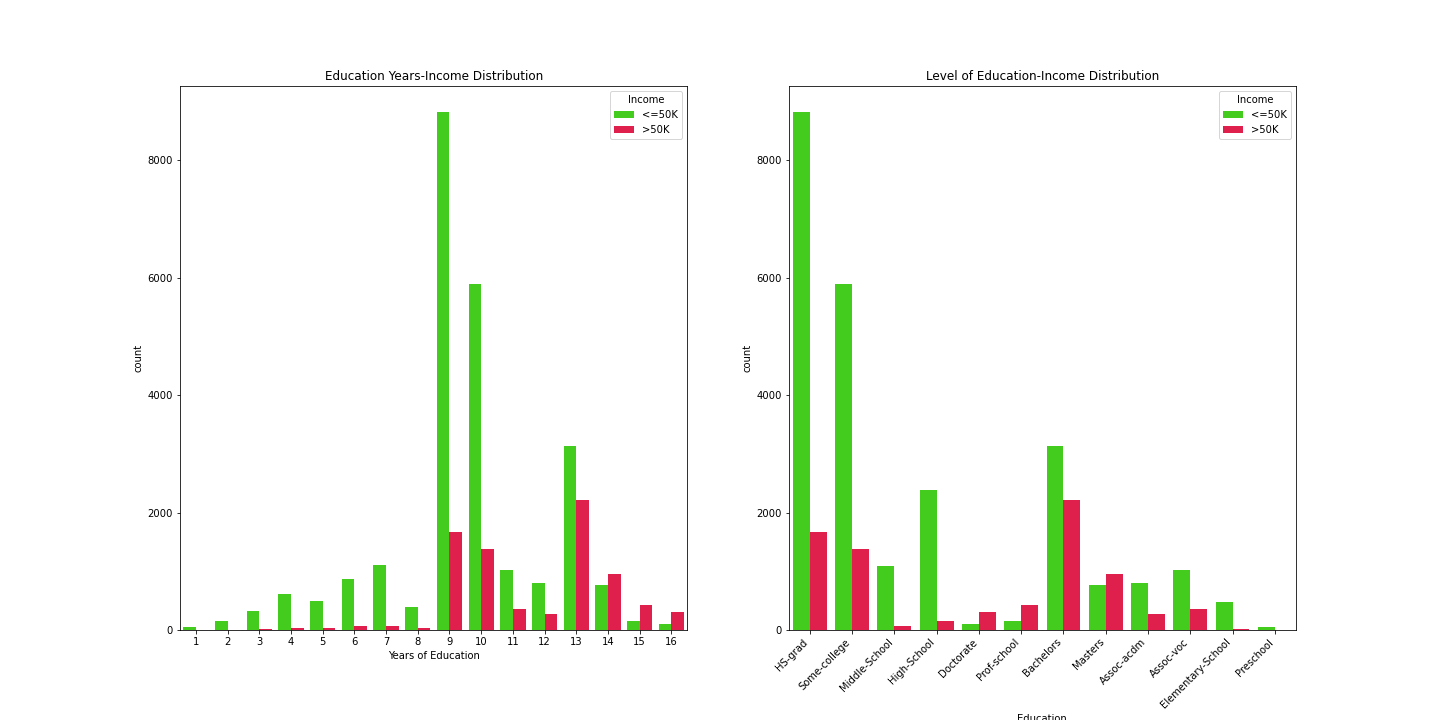 Education Years-Income Distribution
Income
<=50K
>50K
8000
6000
4000
2000
0
count
1 2 3 4 5 6 7 8 9 10 11 12 13 14 15 16
Years of Education
Level of Education-Income Distribution
Income
<=50K
>50K
8000
6000
4000
2000
0
count
HS-grad
Some-college
Middle-School
High-School
Doctorate
Prof-school
Bachelors
Masters
Assoc-acdm
Assoc-voc
Elementary-School
Preschool
Education